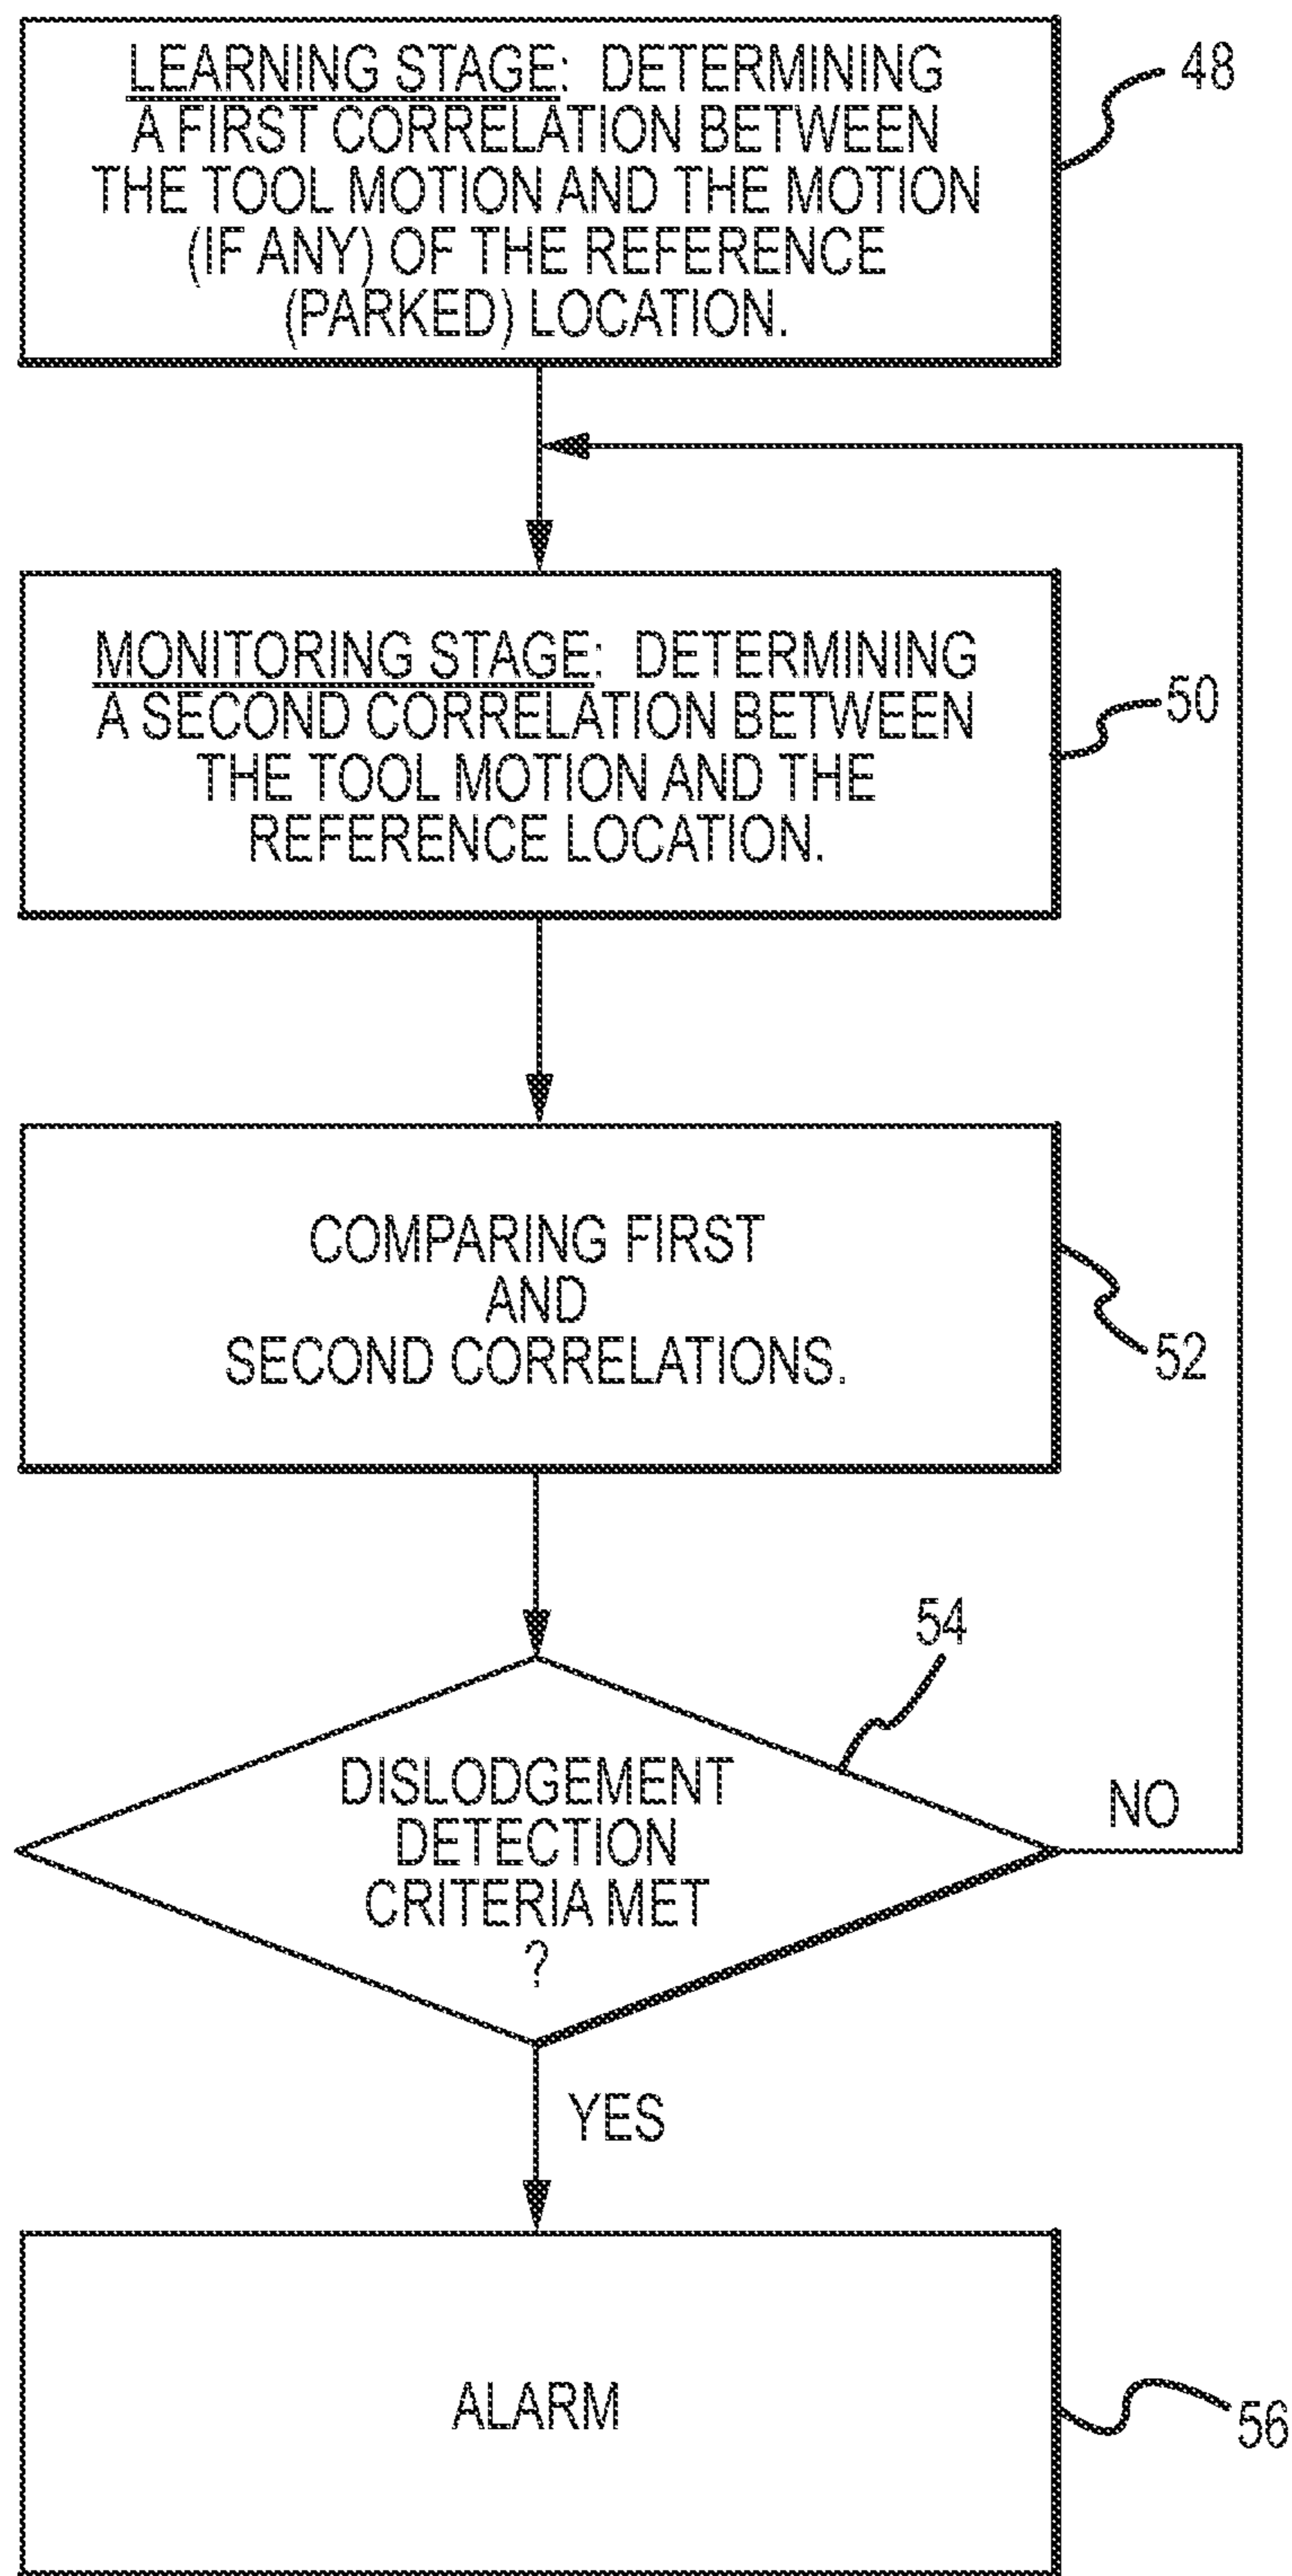 LEARNING STAGE: DETERMINING
A FIRST CORRELATION BETWEEN
THE TOOL MOTION AND THE MOTION
(IF ANY) OF THE REFERENCE
(PARKED) LOCATION.
48
MONITORING STAGE: DETERMINING
A SECOND CORRELATION BETWEEN
THE TOOL MOTION AND THE
REFERENCE LOCATION.
50
COMPARING FIRST
AND
SECOND CORRELATIONS.
52
54
DISLODGEMENT
DETECTION
CRITERIA MET
?
NO
YES
ALARM
56